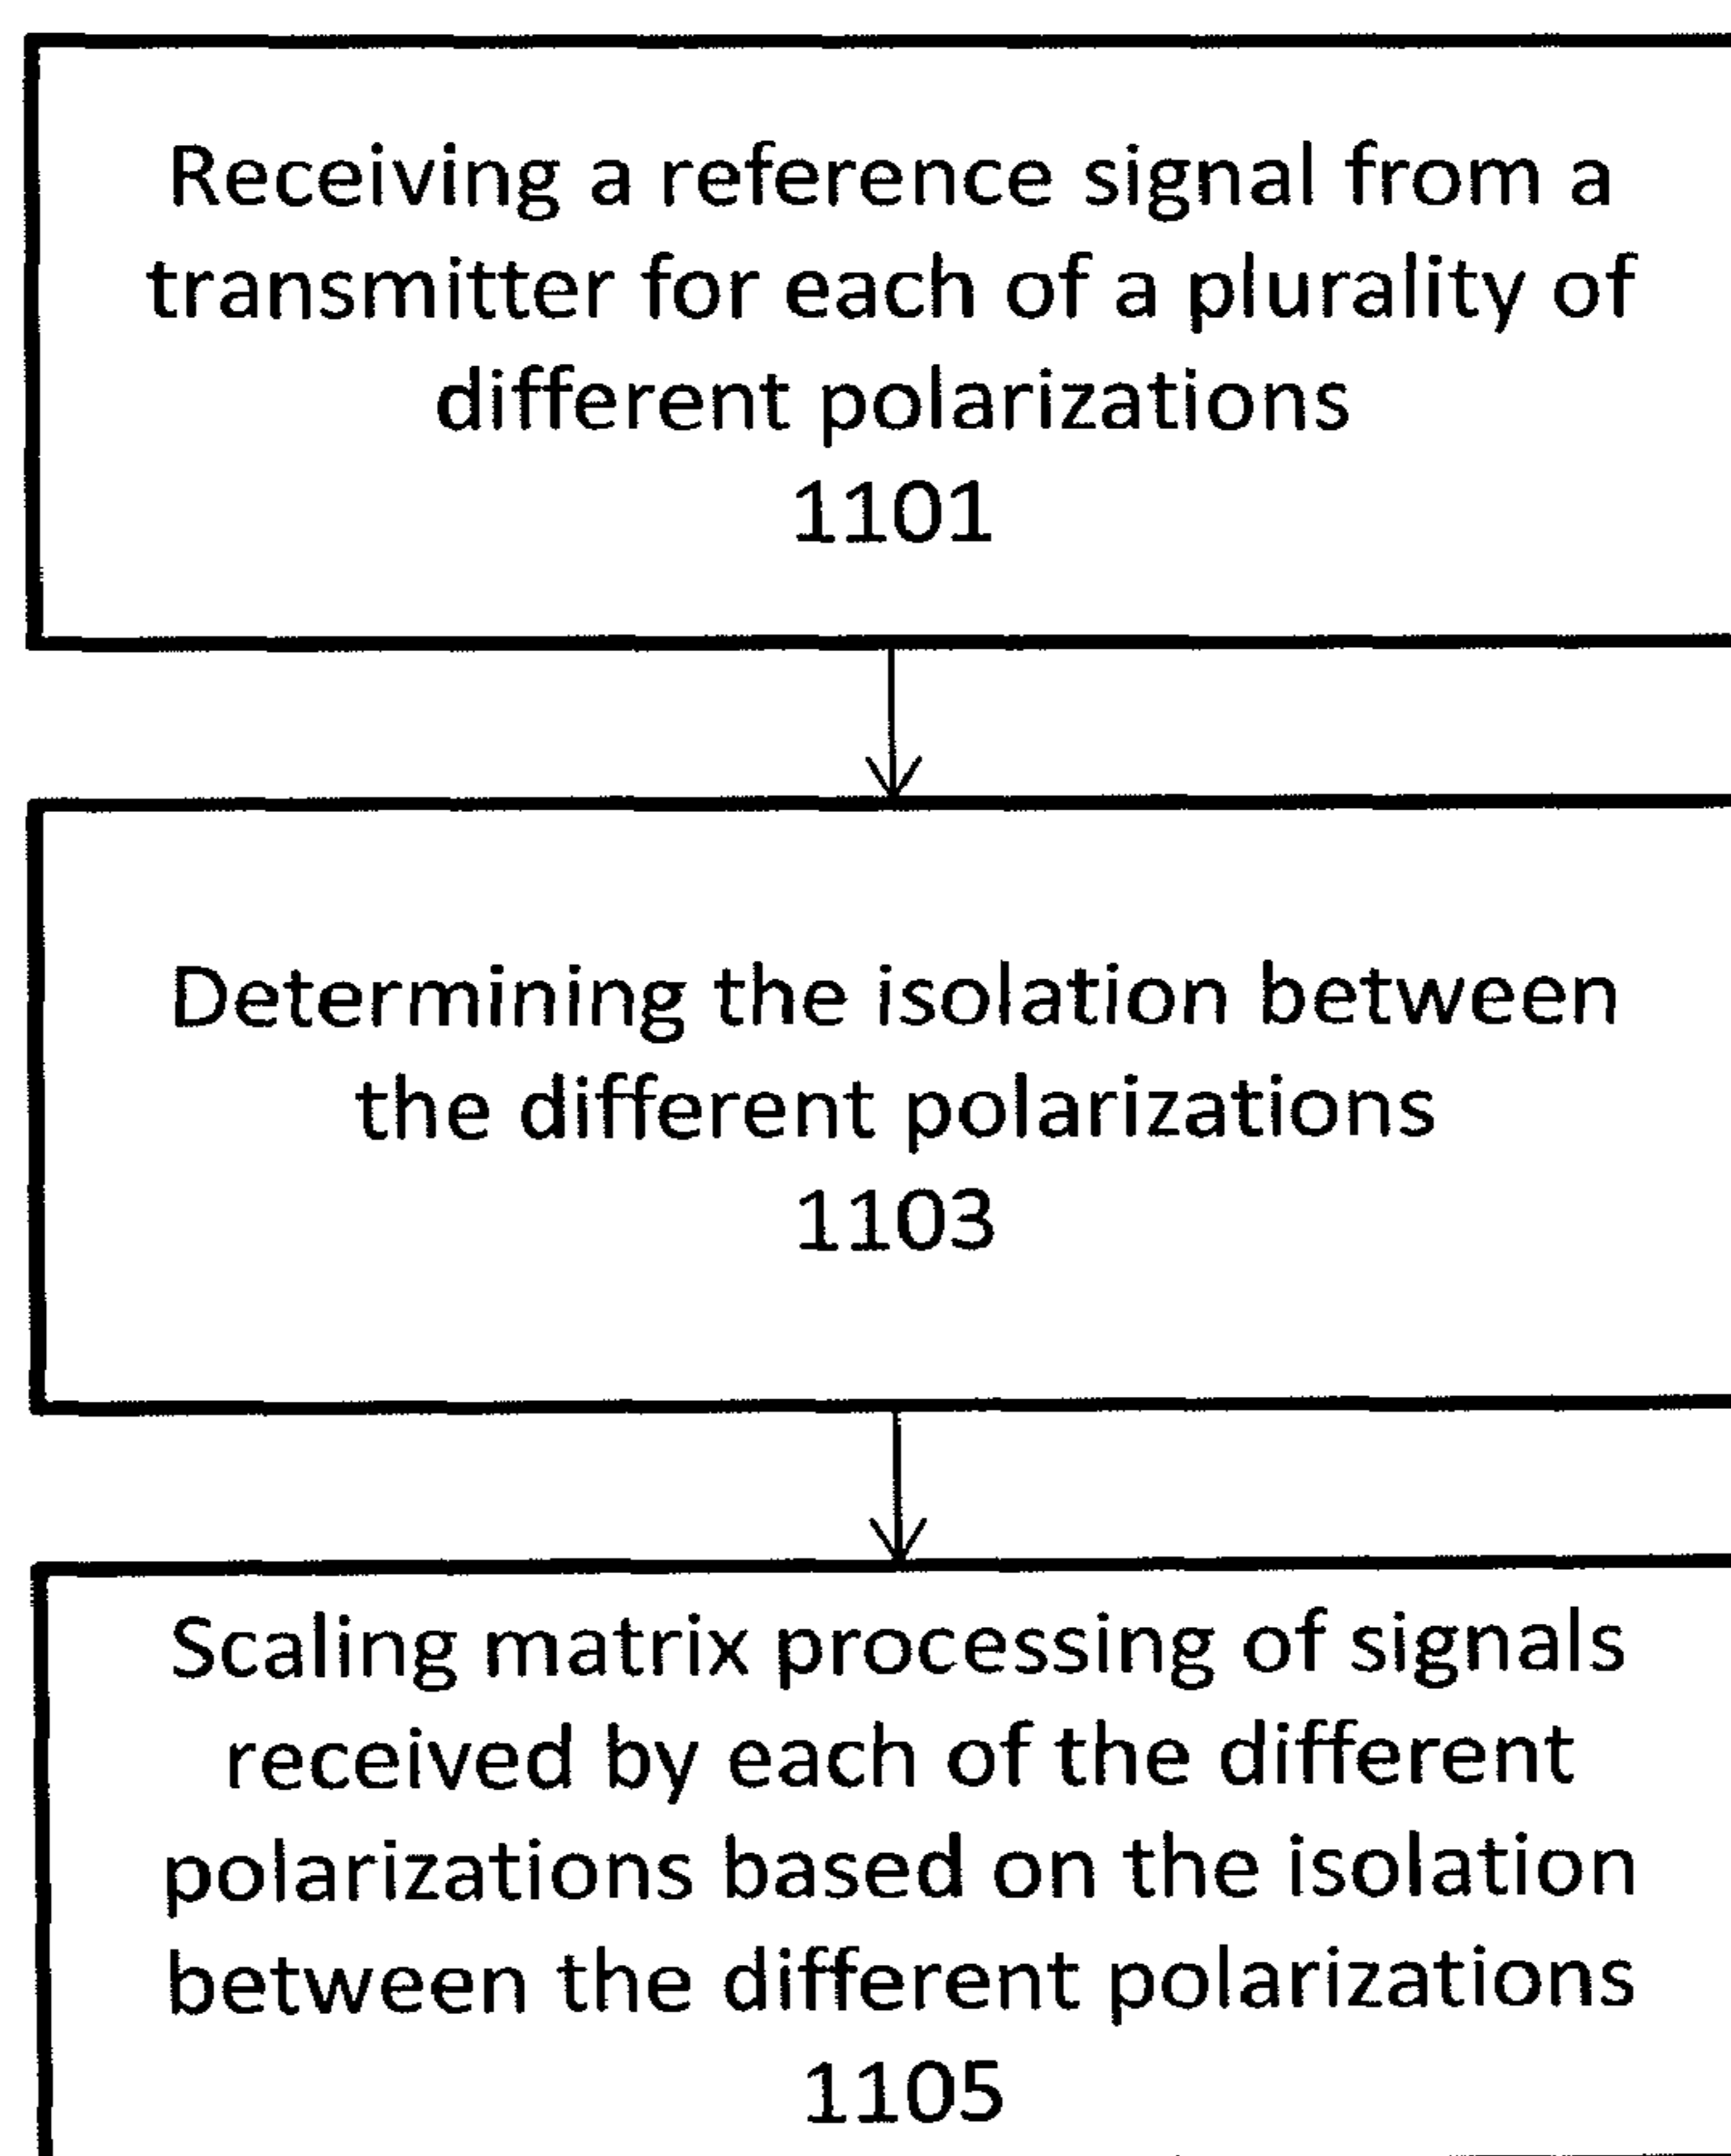 Receiving a reference signal from a
transmitter for each of a plurality of
different polarizations
1101
Determining the isolation between
the different polarizations
1103
Scaling matrix processing of signals
received by each of the different
polarizations based on the isolation
between the different polarizations
1105